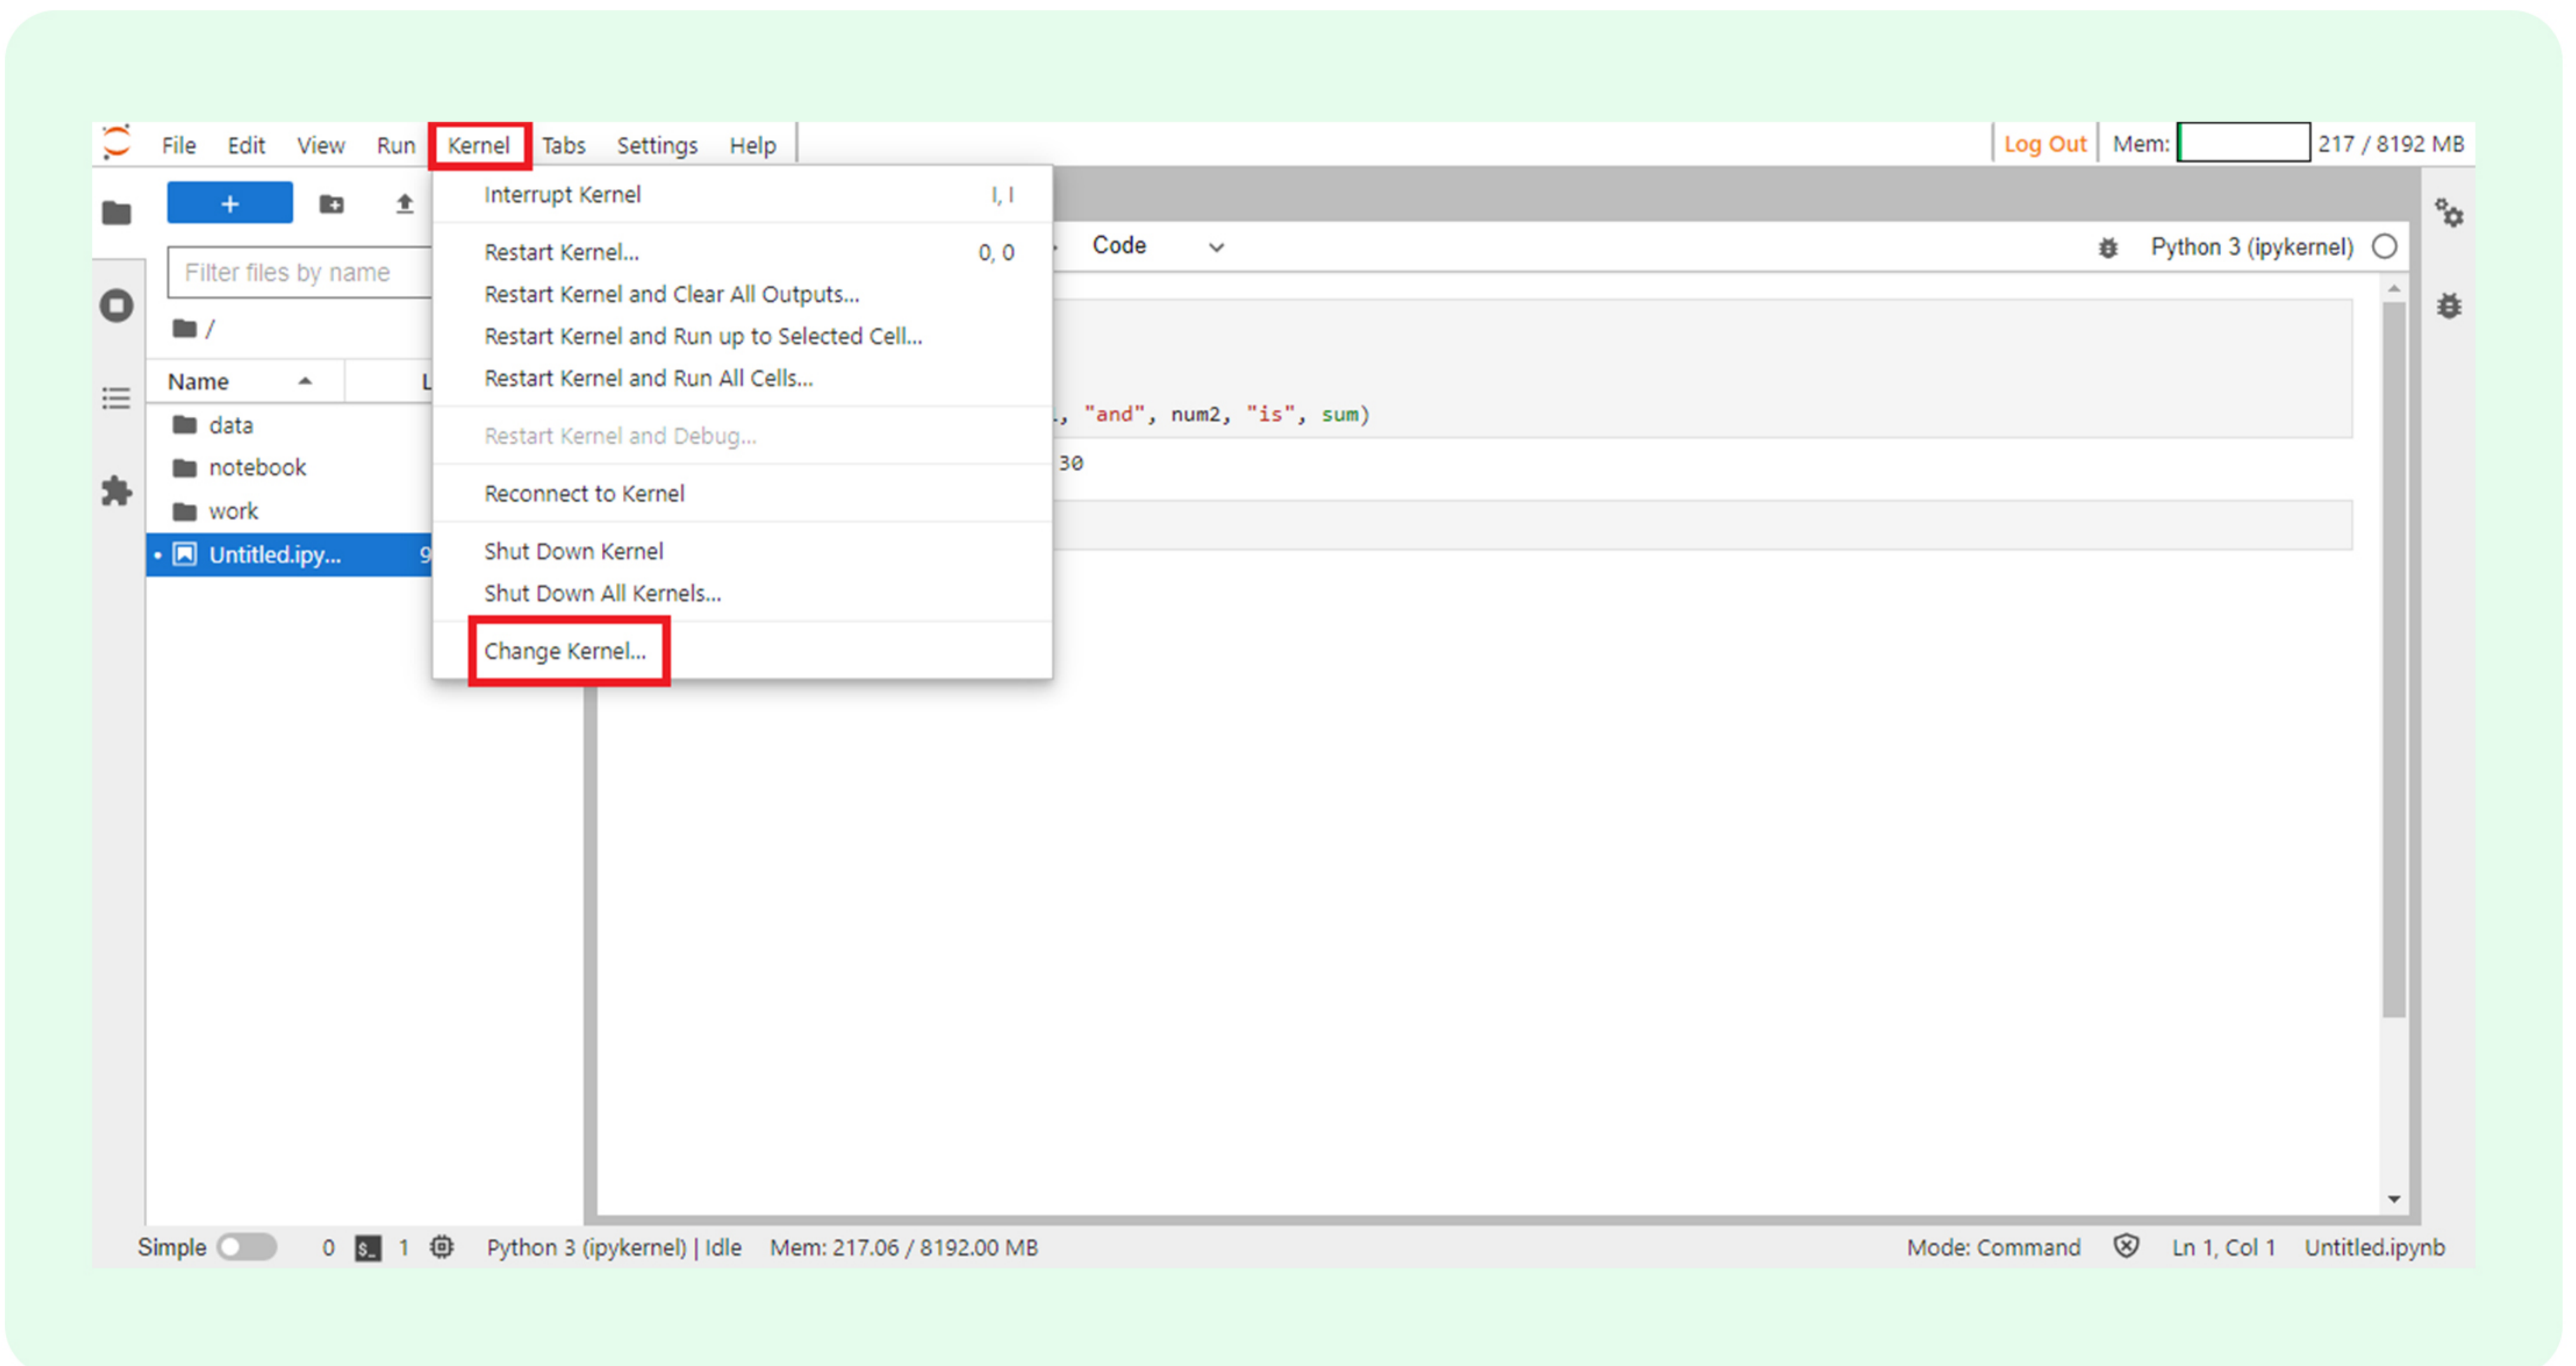 File Edit View Run Kernel Tabs Settings Help Log Out Mem: 217 / 8192 MB
+
Filter files by name
/
Name
data
notebook
work
Untitled.ipy... 9
Interrupt Kernel I, I
Restart Kernel... 0, 0
Restart Kernel and Clear All Outputs...
Restart Kernel and Run up to Selected Cell...
Restart Kernel and Run All Cells...
Restart Kernel and Debug...
Reconnect to Kernel
Shut Down Kernel
Shut Down All Kernels...
Change Kernel...
Code Python 3 (ipykernel)
, "and", num2, "is", sum)
30
Simple 0 $_ 1 Python 3 (ipykernel) | Idle Mem: 217.06 / 8192.00 MB Mode: Command Ln 1, Col 1 Untitled.ipynb